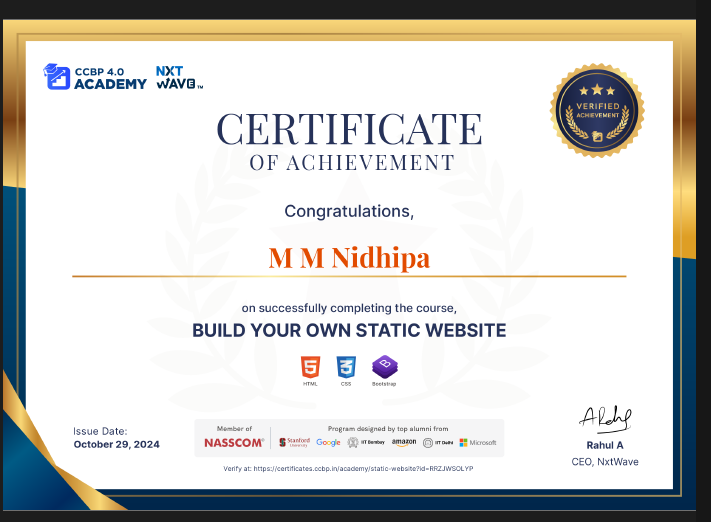 CCBP 4.0
ACADEMY
NXT
WAVE™
VERIFIED
ACHIEVEMENT
CERTIFICATE
OF ACHIEVEMENT
Congratulations,
M M Nidhipa
on successfully completing the course,
BUILD YOUR OWN STATIC WEBSITE
HTML CSS Bootstrap
Issue Date:
October 29, 2024
Member of
NASSCOM®
Program designed by top alumni from
Stanford University Google IIT Bombay amazon IIT Delhi Microsoft
Verify at: https://certificates.ccbp.in/academy/static-website?id=RRZJWSOLYP
Rahul A
CEO, NxtWave